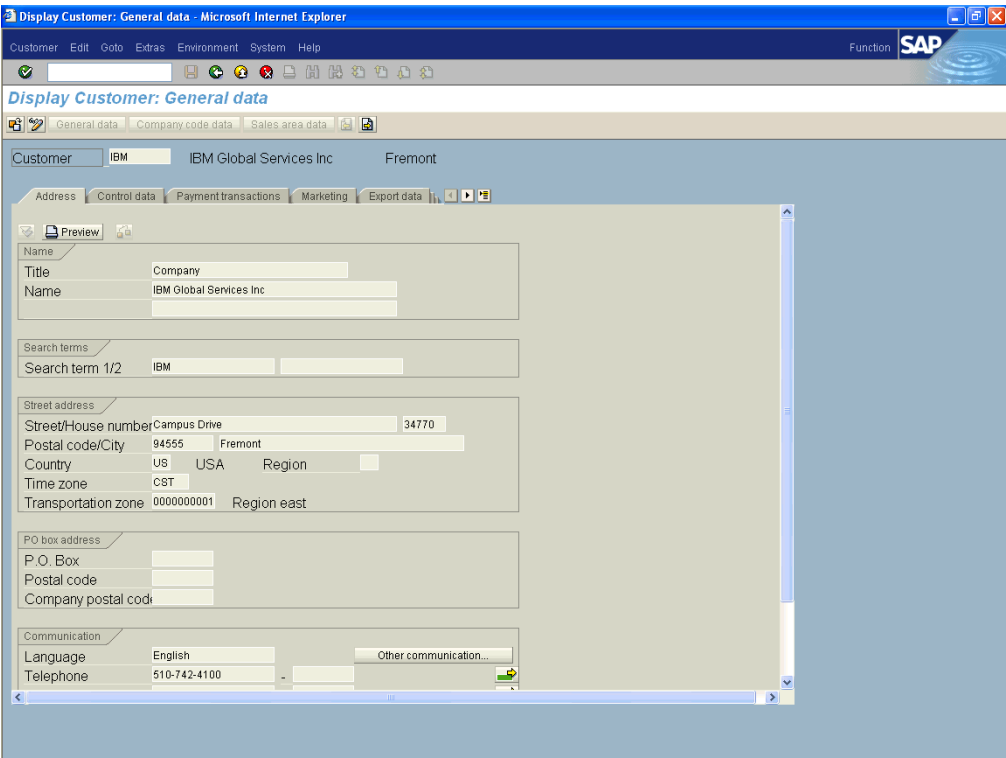 Display Customer: General data - Microsoft Internet Explorer
Customer Edit Goto Extras Environment System Help Function SAP
Display Customer: General data
General data Company code data Sales area data
Customer IBM IBM Global Services Inc Fremont
Address Control data Payment transactions Marketing Export data
Preview
Name
Title Company
Name IBM Global Services Inc
Search terms
Search term 1/2 IBM
Street address
Street/House number Campus Drive 34770
Postal code/City 94555 Fremont
Country US USA Region
Time zone CST
Transportation zone 0000000001 Region east
PO box address
P.O. Box
Postal code
Company postal code
Communication
Language English Other communication...
Telephone 510-742-4100 -